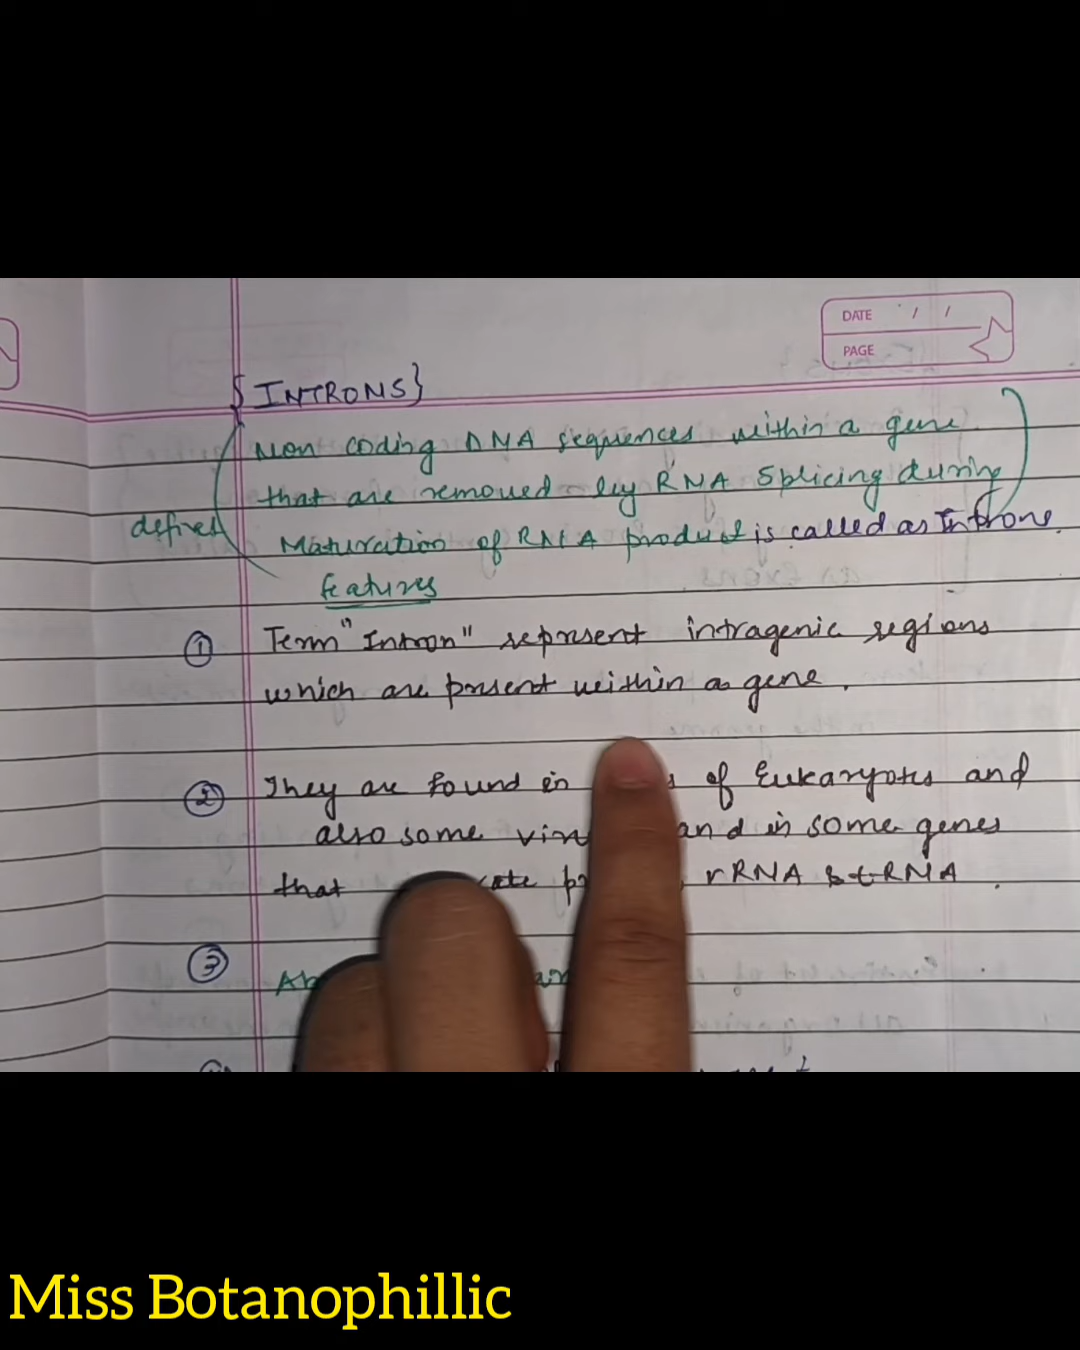 DATE / /
PAGE
{INTRONS}
Non coding DNA sequences within a gene
that are removed by RNA Splicing during
defined
Maturation of RNA product is called as Introns.
features
① Term "Intron" represent intragenic regions
which are present within a gene.
② They are found in of Eukaryotes and
also some and in some genes
that rRNA & tRNA.
③
Miss Botanophillic